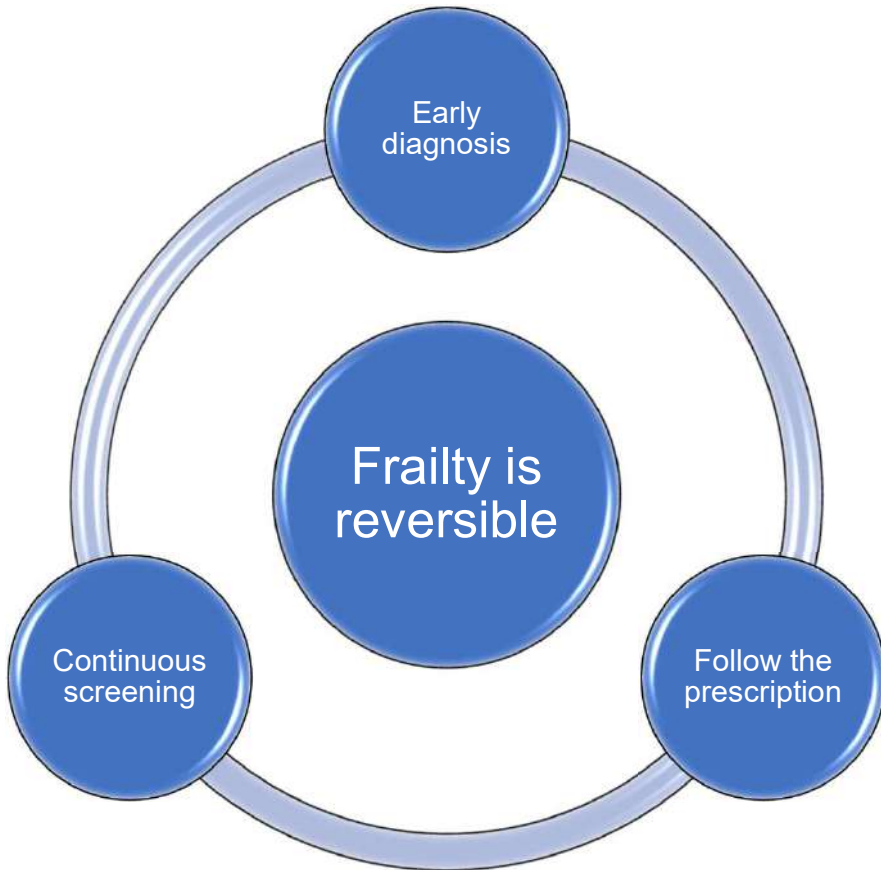 Early
diagnosis
Frailty is
reversible
Continuous
screening
Follow the
prescription